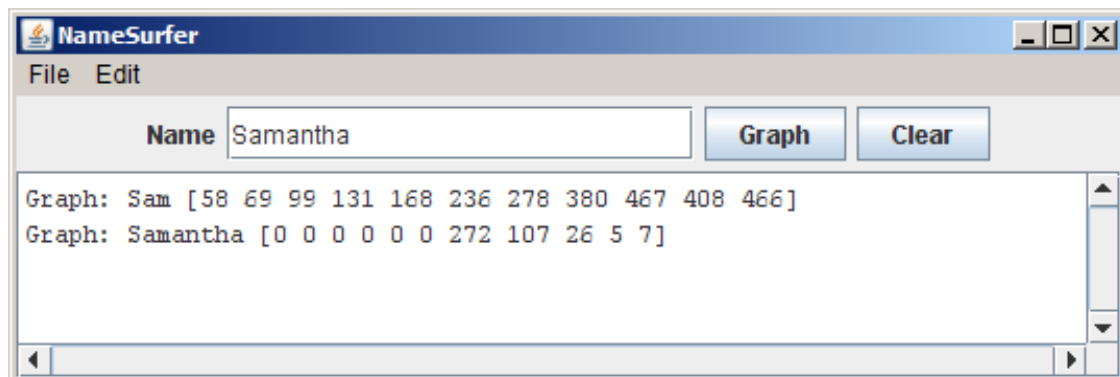 NameSurfer
File Edit
Name Samantha Graph Clear
Graph: Sam [58 69 99 131 168 236 278 380 467 408 466]
Graph: Samantha [0 0 0 0 0 0 272 107 26 5 7]